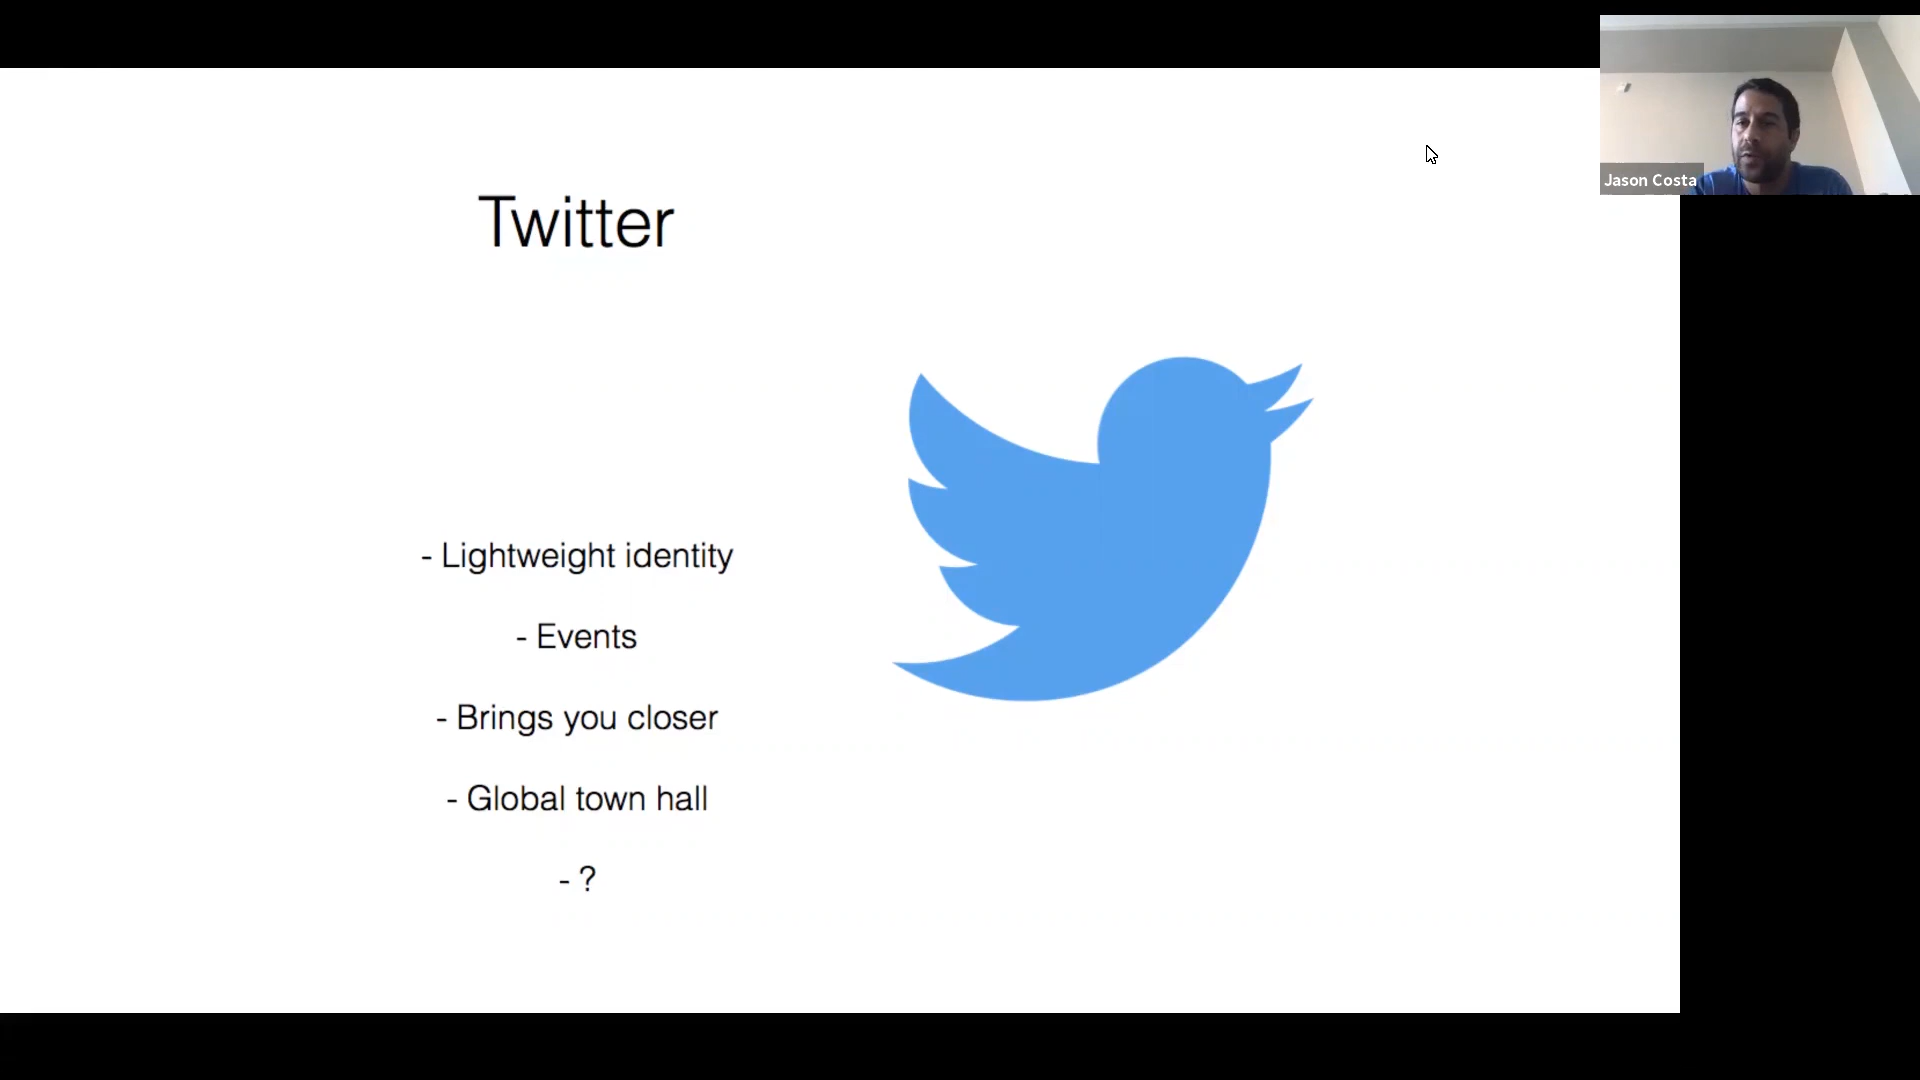 Twitter
Jason Costa
- Lightweight identity
- Events
- Brings you closer
- Global town hall
- ?